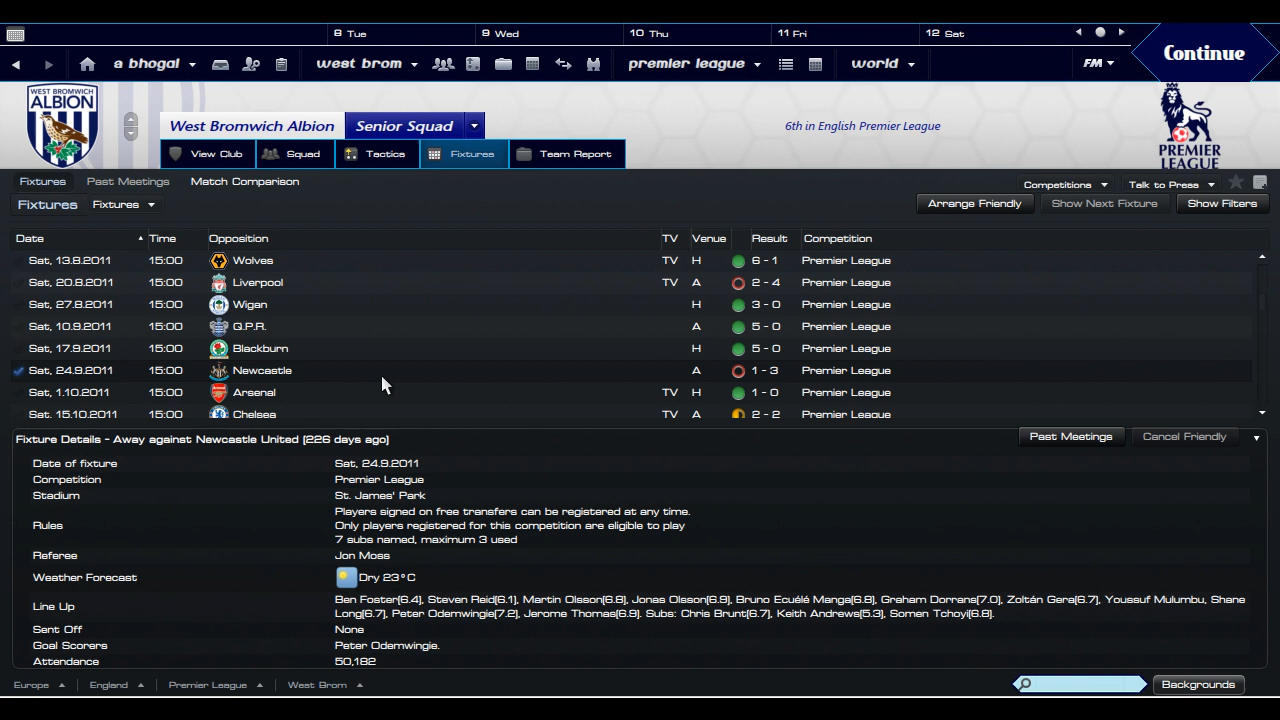 8 Tue 9 Wed 10 Thu 11 Fri 12 Sat
a bhogal west brom premier league world FM Continue
WEST BROMWICH
ALBION
West Bromwich Albion Senior Squad 6th in English Premier League
PREMIER
LEAGUE
View Club Squad Tactics Fixtures Team Report
Fixtures Past Meetings Match Comparison Competitions Talk to Press
Fixtures Fixtures Arrange Friendly Show Next Fixture Show Filters
Date Time Opposition TV Venue Result Competition
Sat, 13.8.2011 15:00 Wolves TV H 6 - 1 Premier League
Sat, 20.8.2011 15:00 Liverpool TV A 2 - 4 Premier League
Sat, 27.8.2011 15:00 Wigan H 3 - 0 Premier League
Sat, 10.9.2011 15:00 Q.P.R. A 5 - 0 Premier League
Sat, 17.9.2011 15:00 Blackburn H 5 - 0 Premier League
Sat, 24.9.2011 15:00 Newcastle A 1 - 3 Premier League
Sat, 1.10.2011 15:00 Arsenal TV H 1 - 0 Premier League
Sat, 15.10.2011 15:00 Chelsea TV A 2 - 2 Premier League
Fixture Details - Away against Newcastle United (226 days ago) Past Meetings Cancel Friendly
Date of fixture Sat, 24.9.2011
Competition Premier League
Stadium St. James' Park
Players signed on free transfers can be registered at any time.
Rules Only players registered for this competition are eligible to play
7 subs named, maximum 3 used
Referee Jon Moss
Weather Forecast Dry 23°C
Line Up Ben Foster(6.4), Steven Reid(6.1), Martin Olsson(6.8), Jonas Olsson(6.9), Bruno Ecuélé Manga(6.8), Graham Dorrans(7.0), Zoltán Gera(6.7), Youssuf Mulumbu, Shane
Long(6.7), Peter Odemwingie(7.2), Jerome Thomas(6.9). Subs: Chris Brunt(6.7), Keith Andrews(5.3), Somen Tchoyi(6.8).
Sent Off None
Goal Scorers Peter Odemwingie.
Attendance 50,182
Europe England Premier League West Brom Backgrounds